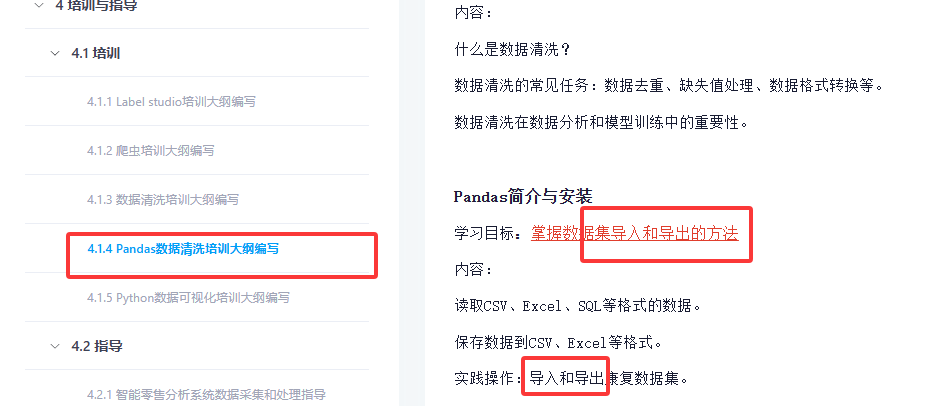 4 培训与指导
4.1 培训
4.1.1 Label studio培训大纲编写
4.1.2 爬虫培训大纲编写
4.1.3 数据清洗培训大纲编写
4.1.4 Pandas数据清洗培训大纲编写
4.1.5 Python数据可视化培训大纲编写
4.2 指导
4.2.1 智能零售分析系统数据采集和处理指导
内容：
什么是数据清洗？
数据清洗的常见任务：数据去重、缺失值处理、数据格式转换等。
数据清洗在数据分析和模型训练中的重要性。
Pandas简介与安装
学习目标：掌握数据集导入和导出的方法
内容：
读取CSV、Excel、SQL等格式的数据。
保存数据到CSV、Excel等格式。
实践操作：导入和导出康复数据集。